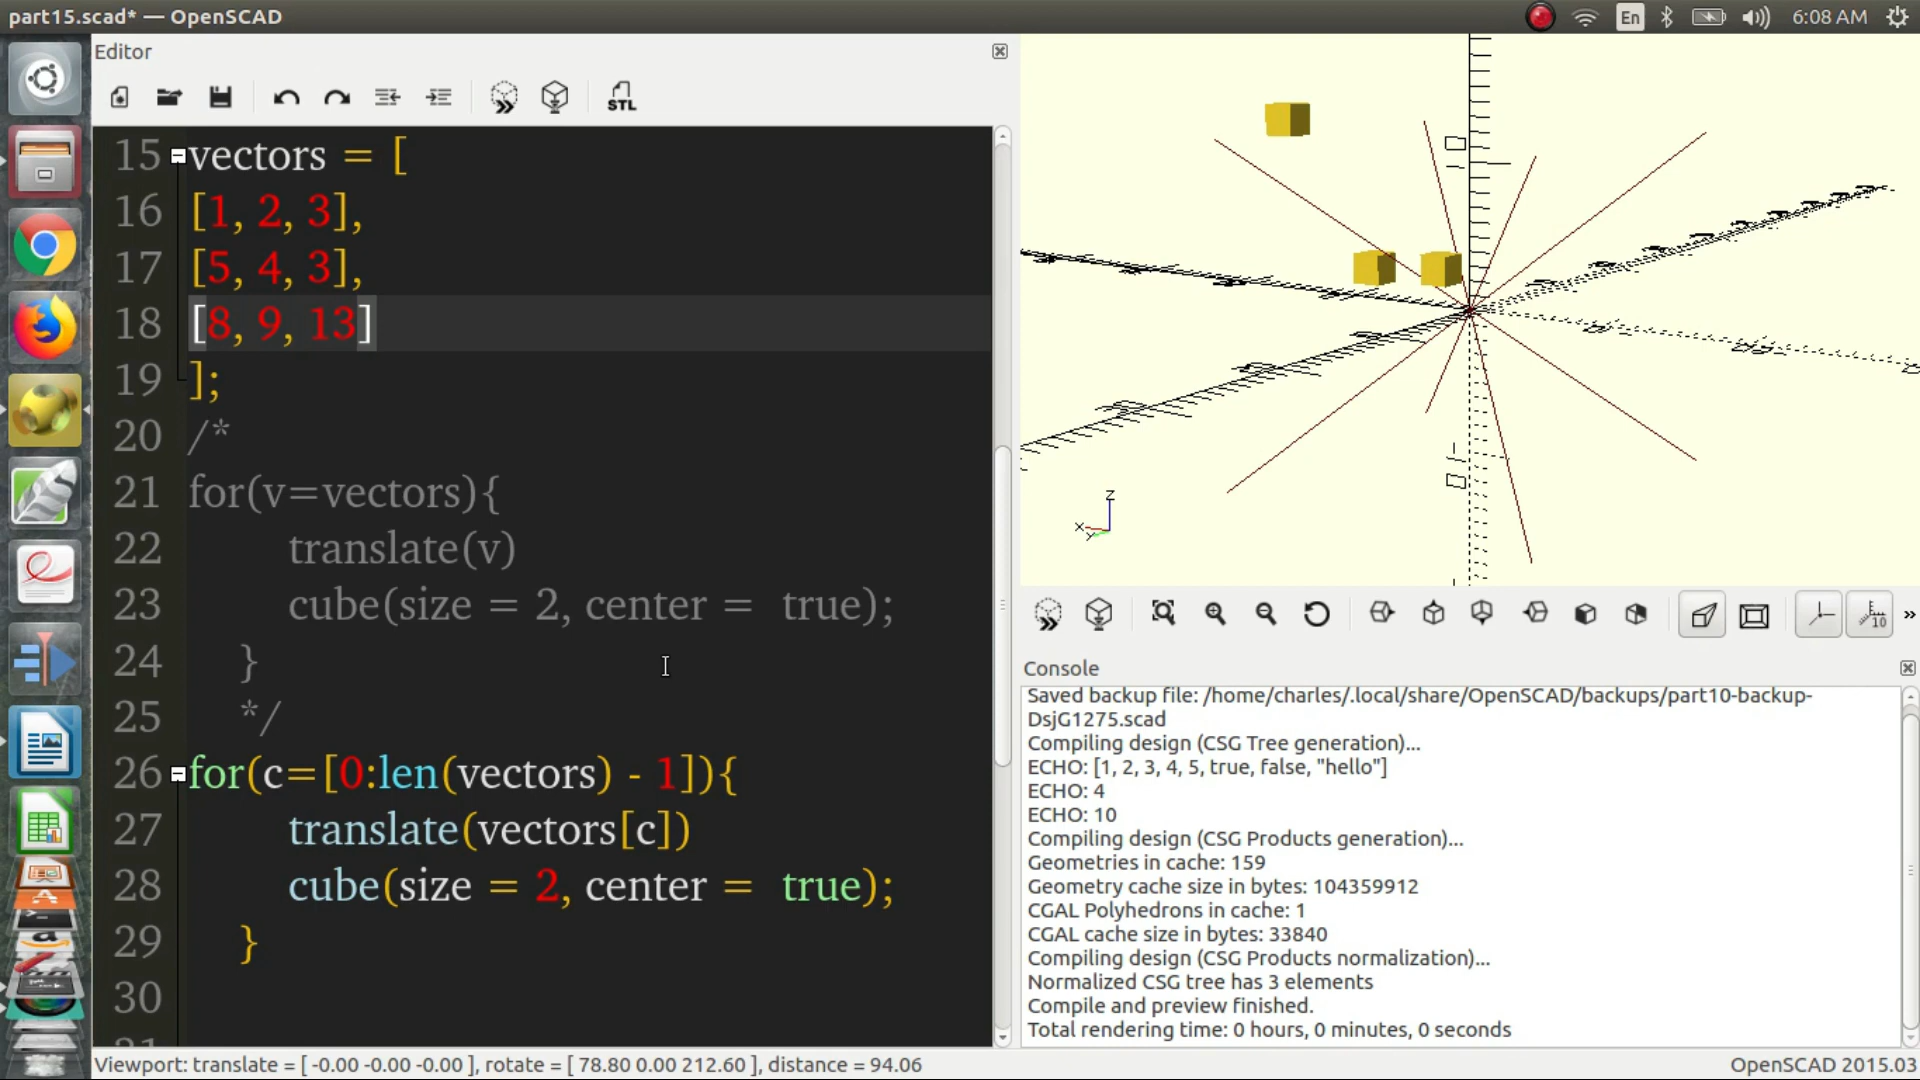 part15.scad* — OpenSCAD
En
6:08 AM
Editor
STL
15 vectors = [
16 [1, 2, 3],
17 [5, 4, 3],
18 [8, 9, 13]
19 ];
20 /*
21 for(v=vectors){
22 translate(v)
23 cube(size = 2, center = true);
24 }
25 */
26 for(c=[0:len(vectors) - 1]){
27 translate(vectors[c])
28 cube(size = 2, center = true);
29 }
30
z
x
y
10
»
Console
Saved backup file: /home/charles/.local/share/OpenSCAD/backups/part10-backup-
DsjG1275.scad
Compiling design (CSG Tree generation)...
ECHO: [1, 2, 3, 4, 5, true, false, "hello"]
ECHO: 4
ECHO: 10
Compiling design (CSG Products generation)...
Geometries in cache: 159
Geometry cache size in bytes: 104359912
CGAL Polyhedrons in cache: 1
CGAL cache size in bytes: 33840
Compiling design (CSG Products normalization)...
Normalized CSG tree has 3 elements
Compile and preview finished.
Total rendering time: 0 hours, 0 minutes, 0 seconds
Viewport: translate = [ -0.00 -0.00 -0.00 ], rotate = [ 78.80 0.00 212.60 ], distance = 94.06
OpenSCAD 2015.03